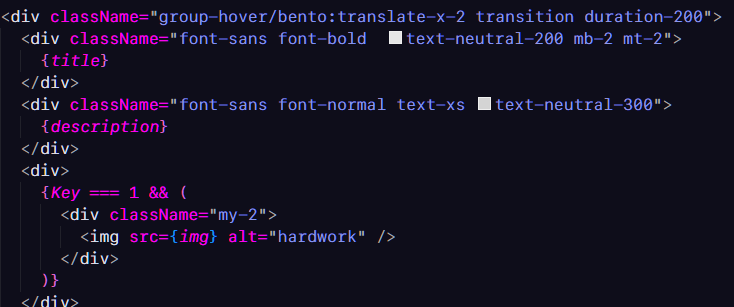 <div className="group-hover/bento:translate-x-2 transition duration-200">
<div className="font-sans font-bold  text-neutral-200 mb-2 mt-2">
{title}
</div>
<div className="font-sans font-normal text-xs text-neutral-300">
{description}
</div>
<div>
{Key === 1 && (
<div className="my-2">
<img src={img} alt="hardwork" />
</div>
)}
</div>